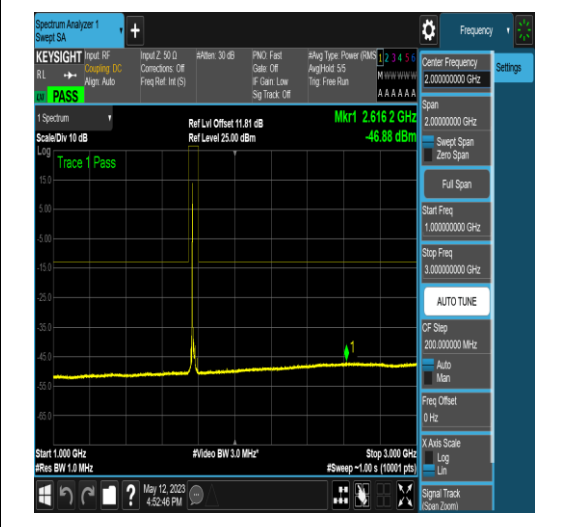 Spectrum Analyzer 1
Swept SA
+
Frequency
KEYSIGHT
RL
PASS
Input: RF
Coupling: DC
Align: Auto
Input Z: 50 Ω
Corrections: Off
Freq Ref: Int (S)
#Atten: 30 dB
PNO: Fast
Gate: Off
IF Gain: Low
Sig Track: Off
#Avg Type: Power (RMS
Avg|Hold: 5/5
Trig: Free Run
1 2 3 4 5 6
M W W W W W
A A A A A A
1 Spectrum
Scale/Div 10 dB
Ref Lvl Offset 11.81 dB
Ref Level 25.00 dBm
Mkr1 2.616 2 GHz
-46.88 dBm
Log
Trace 1 Pass
15.0
5.00
-5.00
-15.0
-25.0
-35.0
-45.0
-55.0
-65.0
1
Start 1.000 GHz
#Res BW 1.0 MHz
#Video BW 3.0 MHz*
Stop 3.000 GHz
#Sweep ~1.00 s (10001 pts)
?
May 12, 2023
4:52:46 PM
Center Frequency
2.000000000 GHz
Settings
Span
2.00000000 GHz
Swept Span
Zero Span
Full Span
Start Freq
1.000000000 GHz
Stop Freq
3.000000000 GHz
AUTO TUNE
CF Step
200.000000 MHz
Auto
Man
Freq Offset
0 Hz
X Axis Scale
Log
Lin
Signal Track
(Span Zoom)